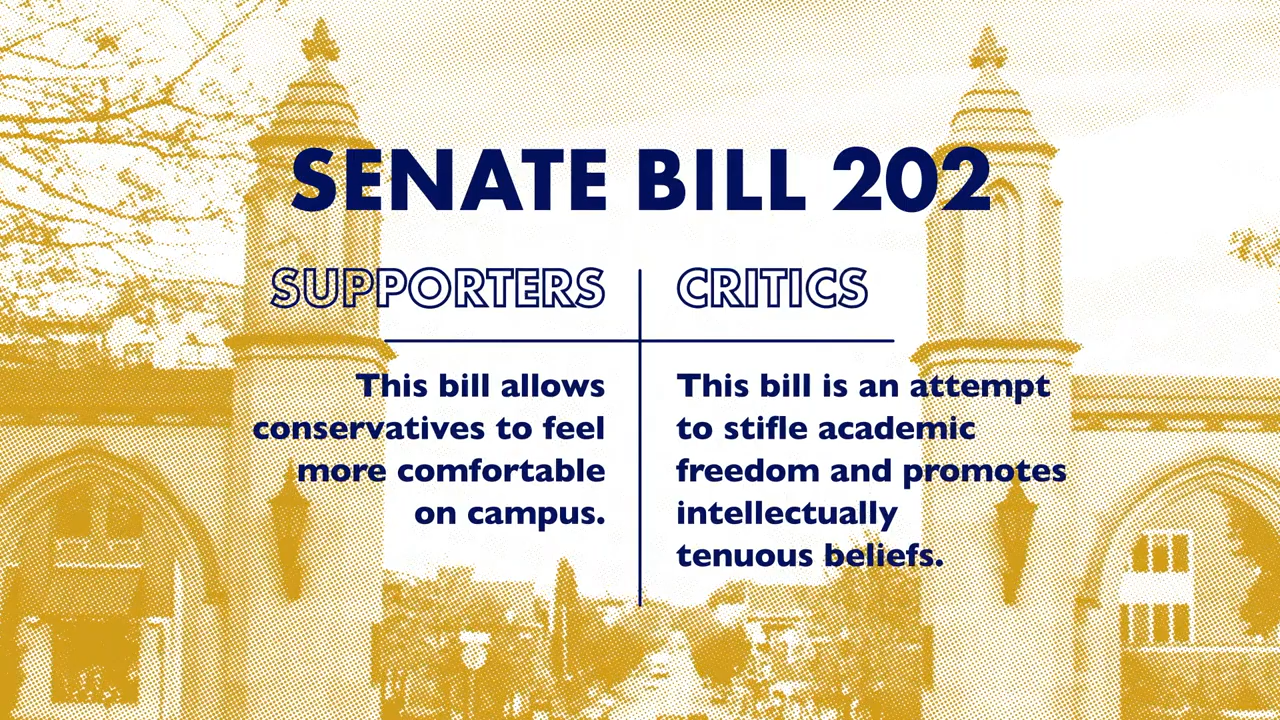 SENATE BILL 202
SUPPORTERS
This bill allows
conservatives to feel
more comfortable
on campus.
CRITICS
This bill is an attempt
to stifle academic
freedom and promotes
intellectually
tenuous beliefs.